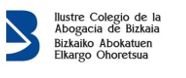 Ilustre Colegio de la
Abogacía de Bizkaia
Bizkaiko Abokatuen
Elkargo Ohoretsua